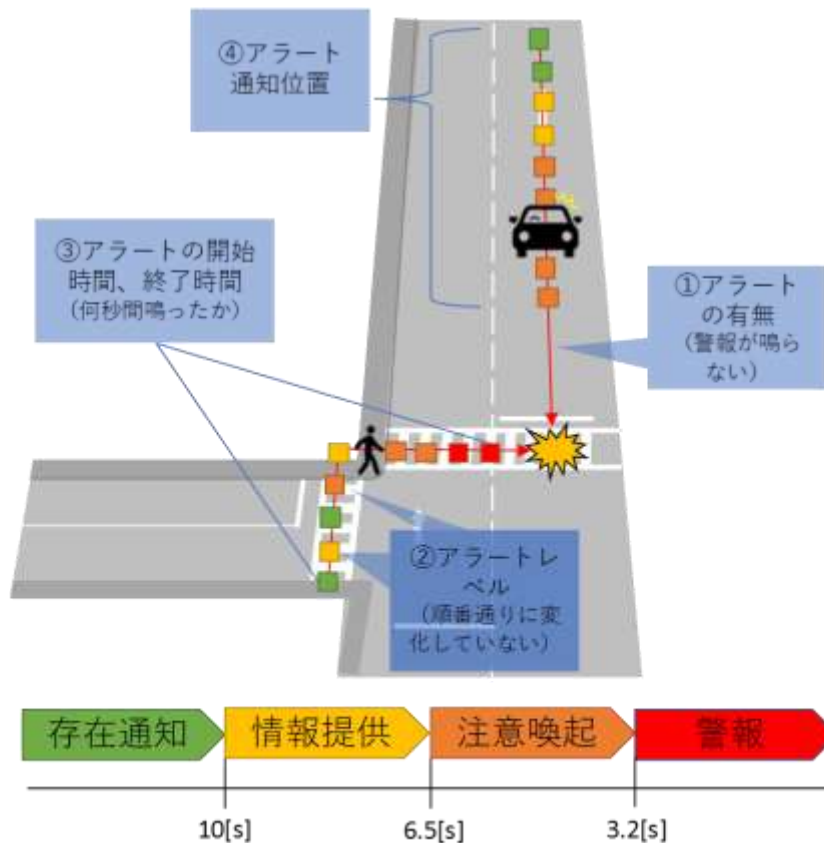 ④アラート
通知位置
③アラートの開始
時間、終了時間
（何秒間鳴ったか）
①アラート
の有無
（警報が鳴ら
ない）
②アラートレ
ベル
（順番通りに変
化していない）
存在通知
情報提供
注意喚起
警報
10[s]
6.5[s]
3.2[s]